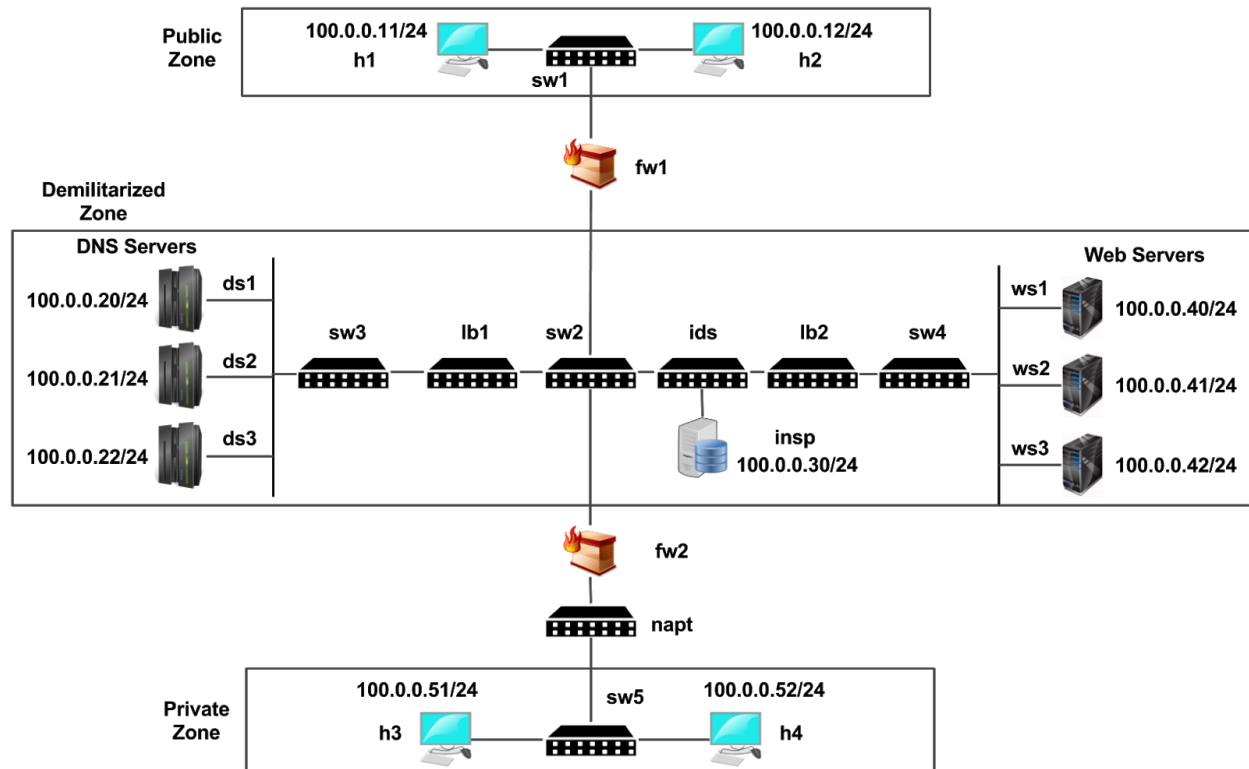 Public
Zone
100.0.0.11/24
h1
sw1
100.0.0.12/24
h2
fw1
Demilitarized
Zone
DNS Servers
ds1
100.0.0.20/24
ds2
100.0.0.21/24
ds3
100.0.0.22/24
sw3
lb1
sw2
ids
lb2
sw4
insp
100.0.0.30/24
Web Servers
ws1
100.0.0.40/24
ws2
100.0.0.41/24
ws3
100.0.0.42/24
fw2
napt
Private
Zone
100.0.0.51/24
h3
sw5
100.0.0.52/24
h4